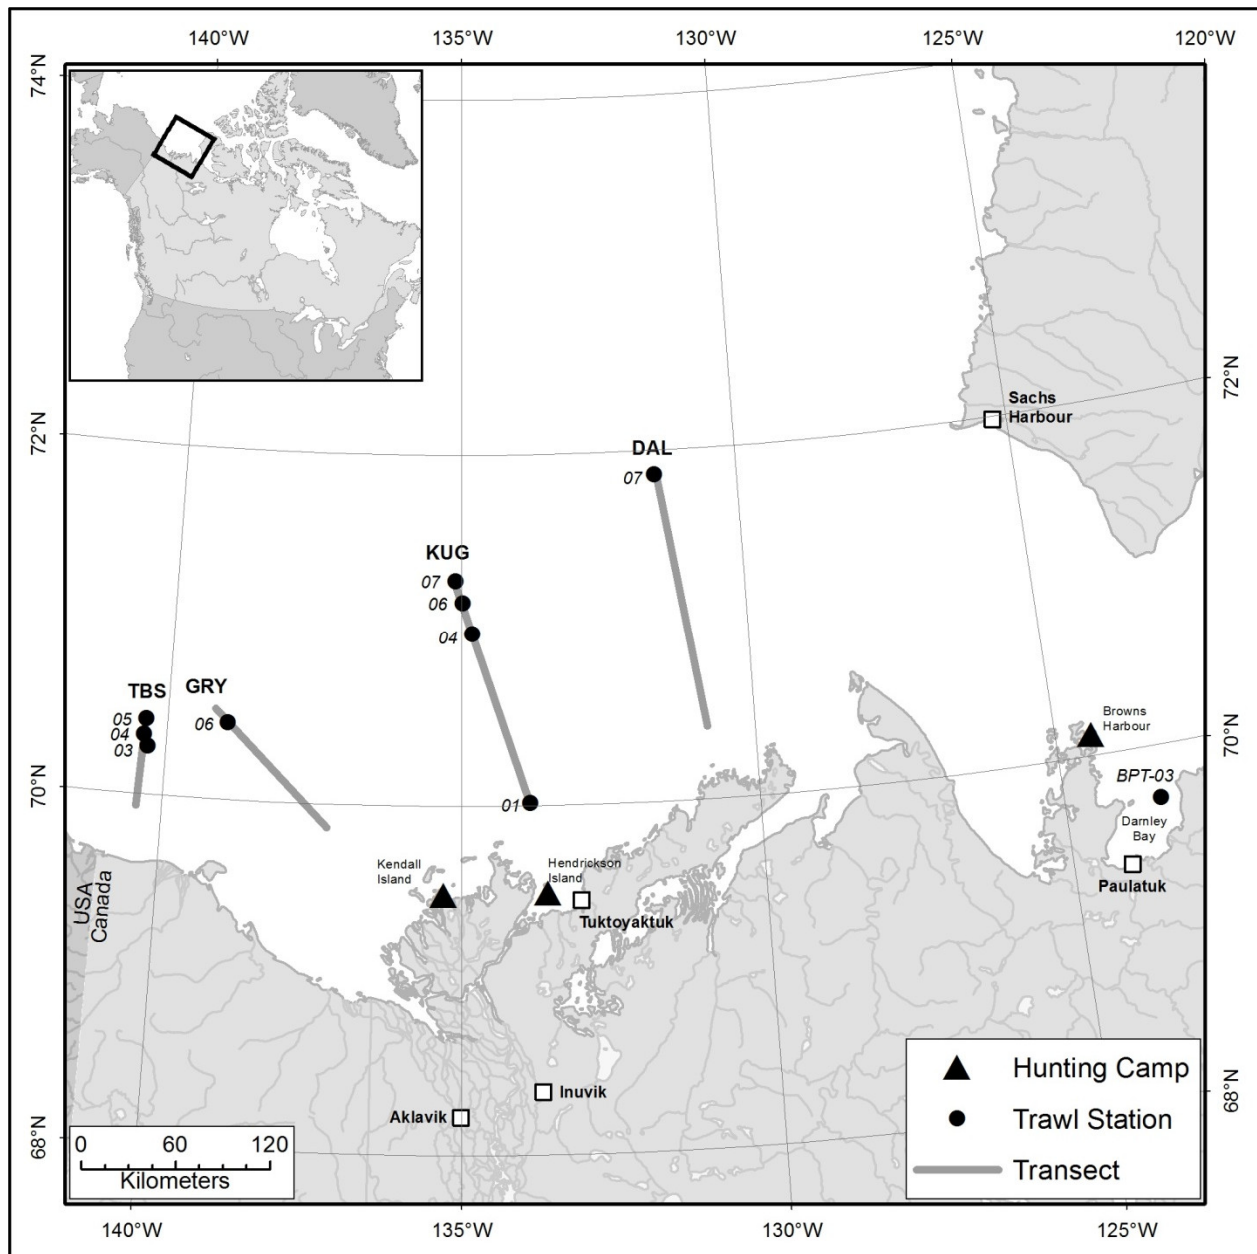 140°W
135°W
130°W
125°W
120°W
74°N
72°N
72°N
Sachs
Harbour
DAL
07
KUG
07
06
04
TBS
GRY
05
06
04
03
01
70°N
70°N
Browns
Harbour
BPT-03
Darnley
Bay
Paulatuk
Kendall
Island
Hendrickson
Island
Tuktoyaktuk
USA
Canada
Inuvik
Aklavik
68°N
68°N
0 60 120
Kilometers
Hunting Camp
Trawl Station
Transect
140°W
135°W
130°W
125°W